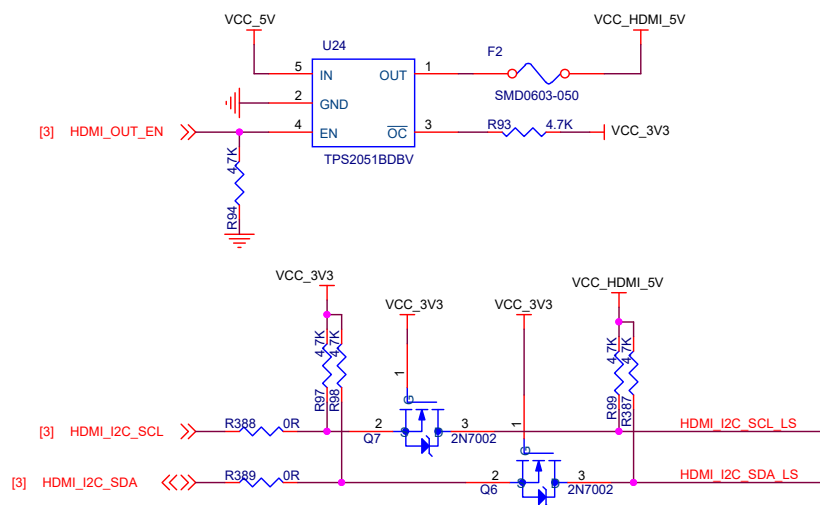 VCC_5V
VCC_HDMI_5V
U24
F2
5 IN OUT 1
SMD0603-050
2 GND
[3] HDMI_OUT_EN 4 EN OC 3 R93 4.7K VCC_3V3
TPS2051BDBV
4.7K
R94
VCC_3V3
VCC_HDMI_5V
VCC_3V3
VCC_3V3
4.7K
4.7K
4.7K
4.7K
R97
R98
1
1
R99
R387
G
[3] HDMI_I2C_SCL R388 0R 2 S D 3 HDMI_I2C_SCL_LS
Q7 2N7002
G
[3] HDMI_I2C_SDA R389 0R 2 S D 3 HDMI_I2C_SDA_LS
Q6 2N7002